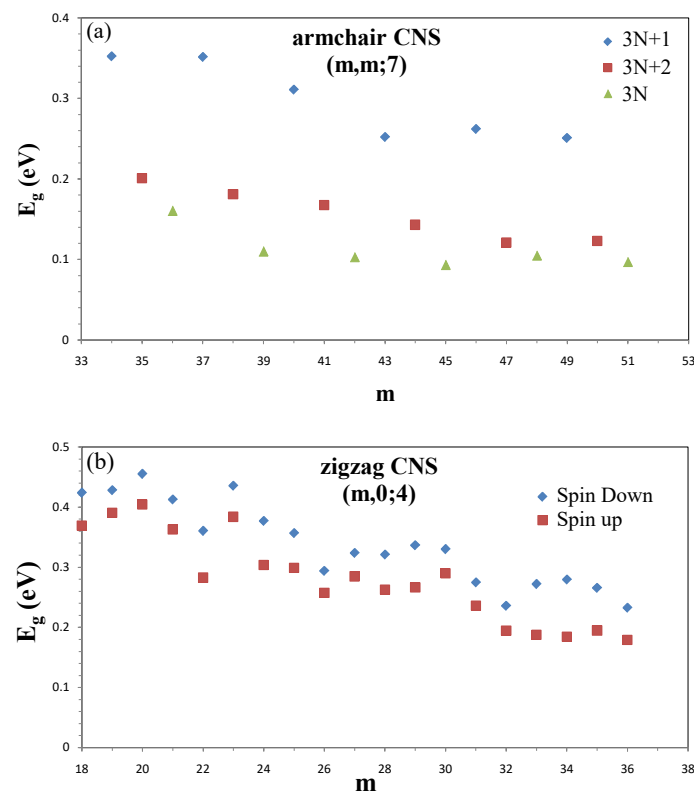 (a)
armchair CNS
(m,m;7)
3N+1
3N+2
3N
E_g (eV)
0.4
0.3
0.2
0.1
0
33 35 37 39 41 43 45 47 49 51 53
m
(b)
zigzag CNS
(m,0;4)
Spin Down
Spin up
E_g (eV)
0.5
0.4
0.3
0.2
0.1
0
18 20 22 24 26 28 30 32 34 36 38
m